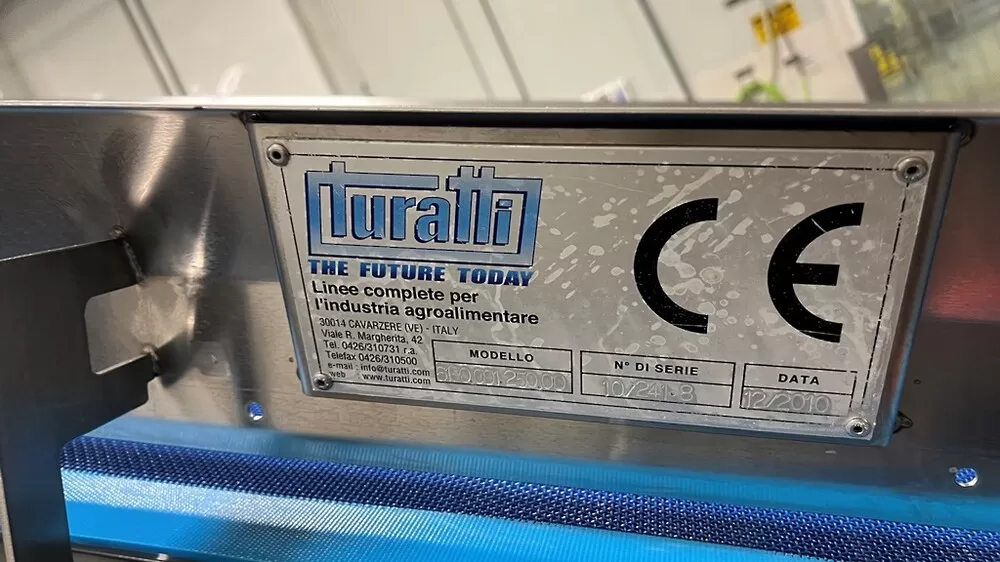 turatti
THE FUTURE TODAY
Linee complete per
l'industria agroalimentare
30014 CAVARZERE (VE) - ITALY
Viale R. Margherita, 42
Tel. 0426/310731 r.a.
Telefax 0426/310500
e-mail : info@turatti.com
web : www.turatti.com
CE
MODELLO
N° DI SERIE
10/241.8
DATA
12/2010